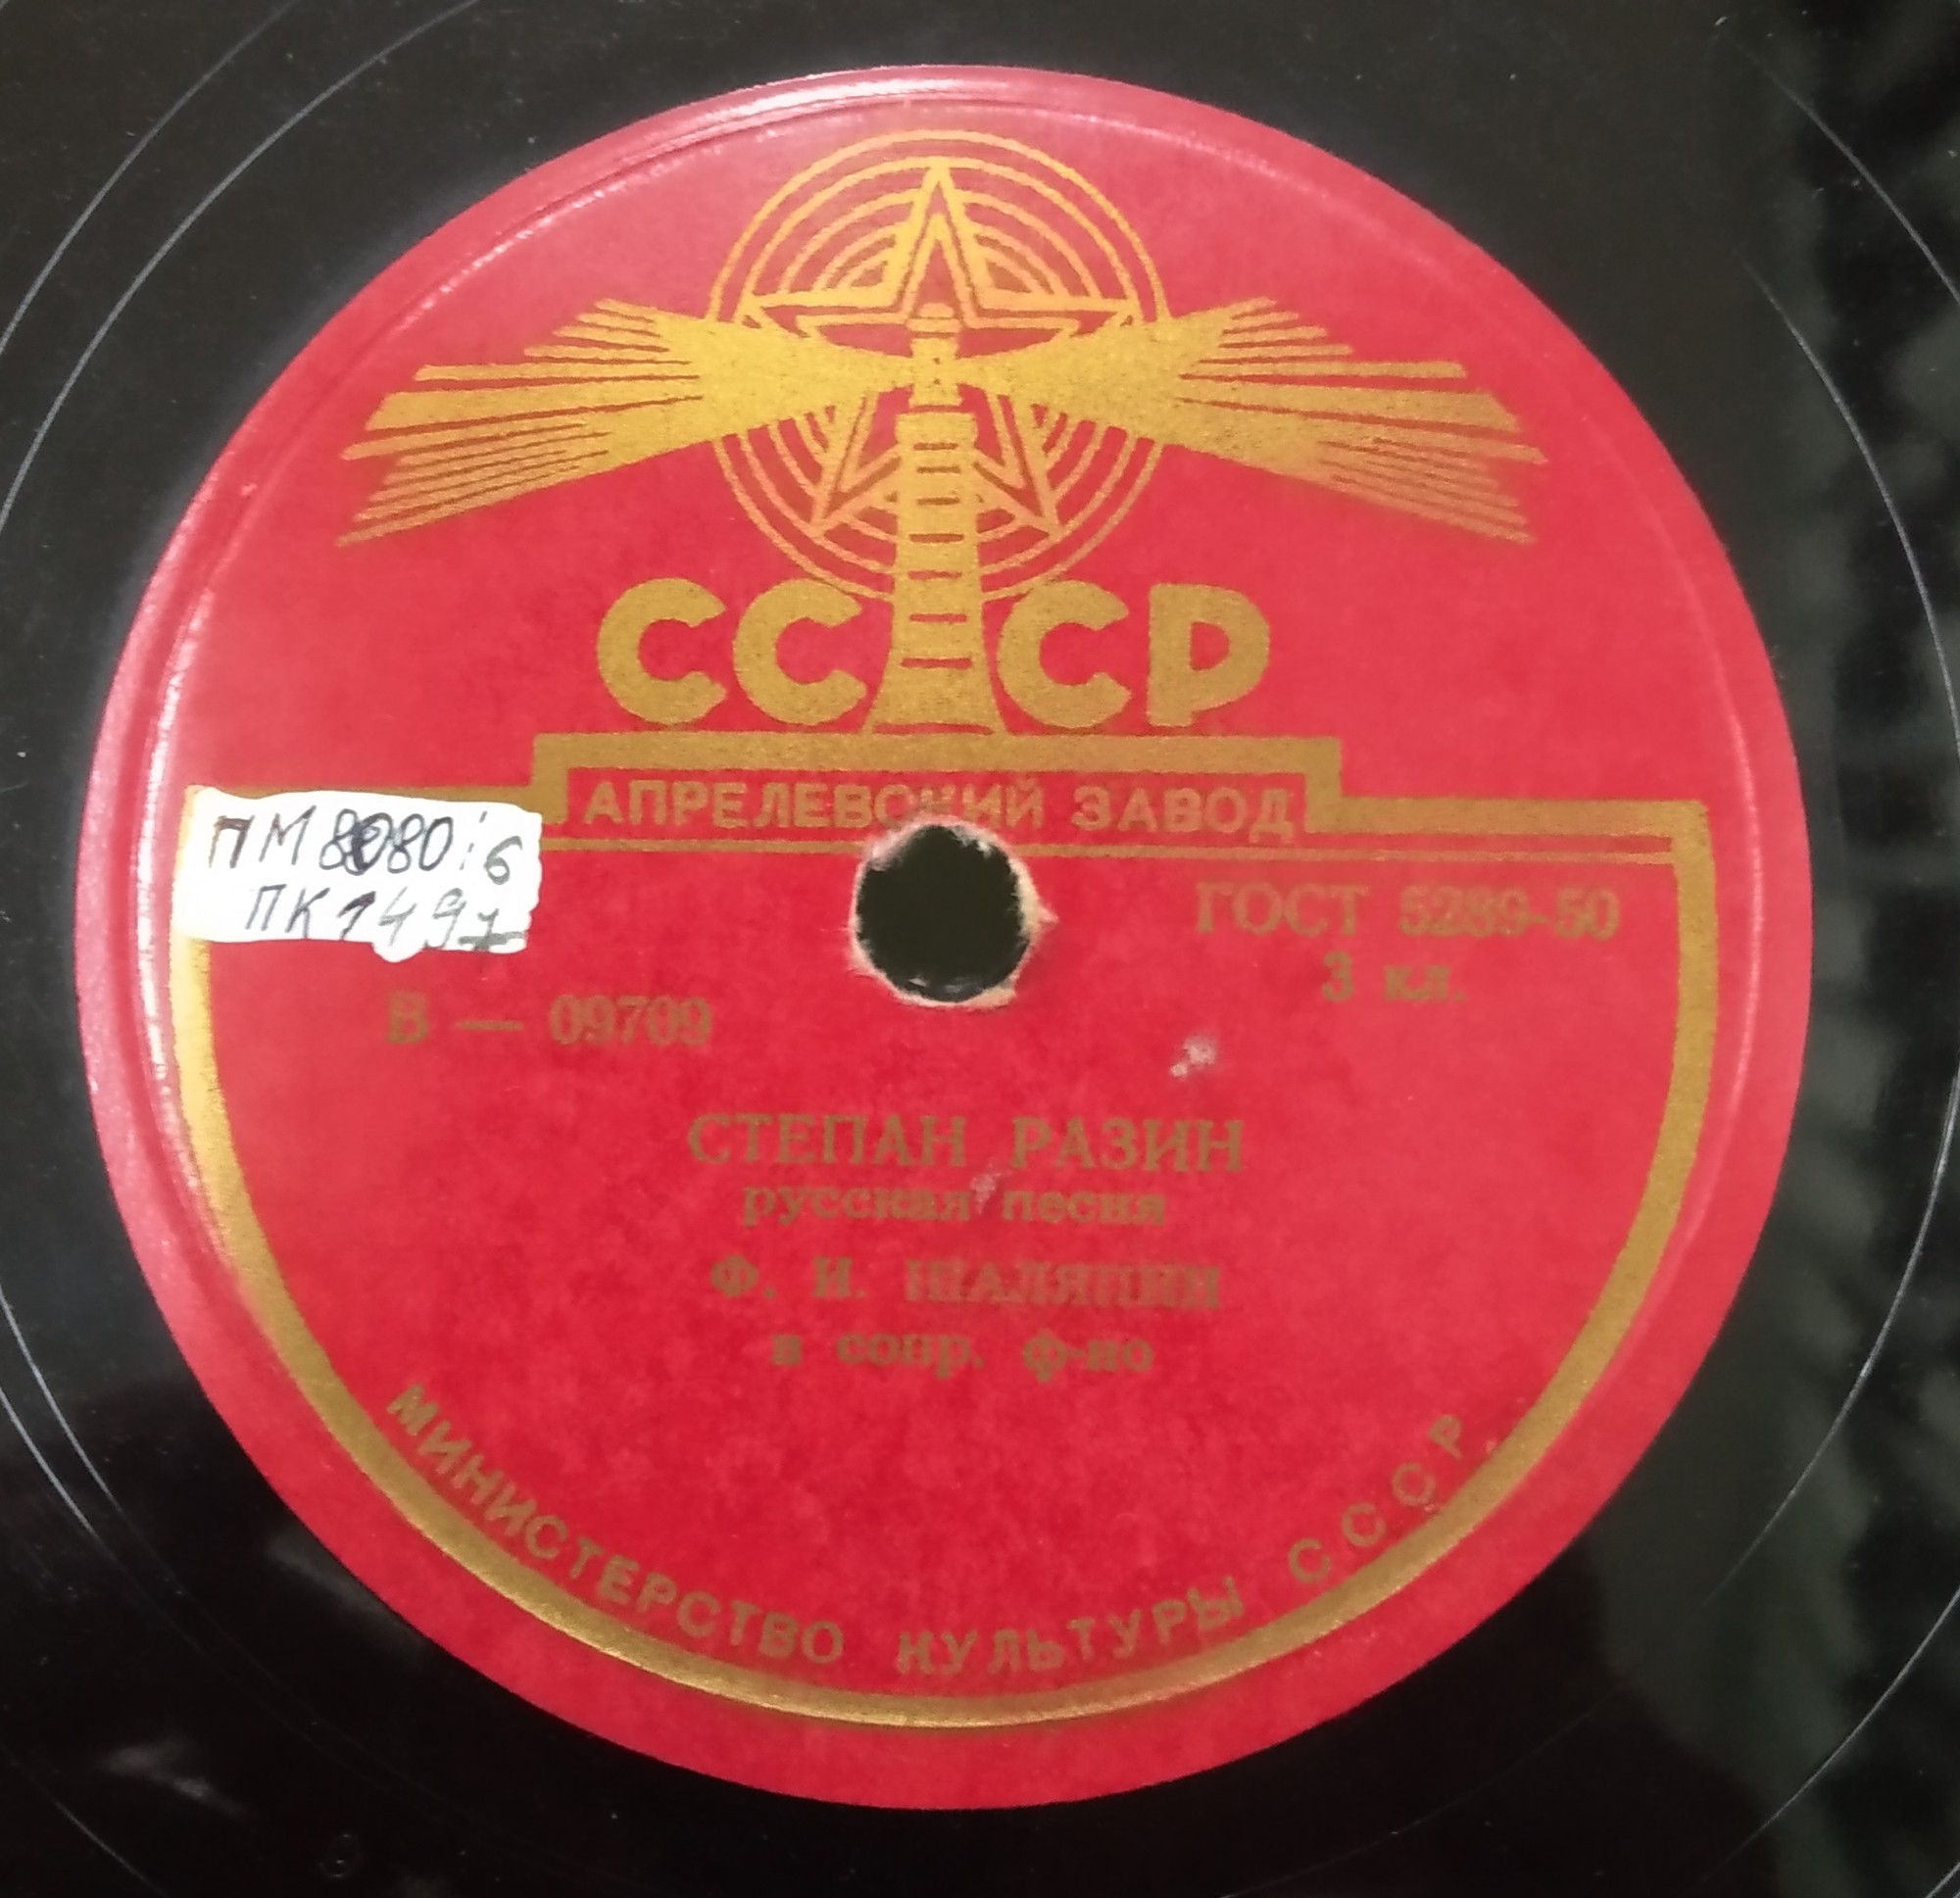 СССР
АПРЕЛЕВСКИЙ ЗАВОД
ПМ 8080/6
ПК 1497
ГОСТ 5289-50
3 кл.
В — 09709
СТЕПАН РАЗИН
русская песня
Ф. И. ШАЛЯПИН
в сопр. ф-но
МИНИСТЕРСТВО КУЛЬТУРЫ СССР